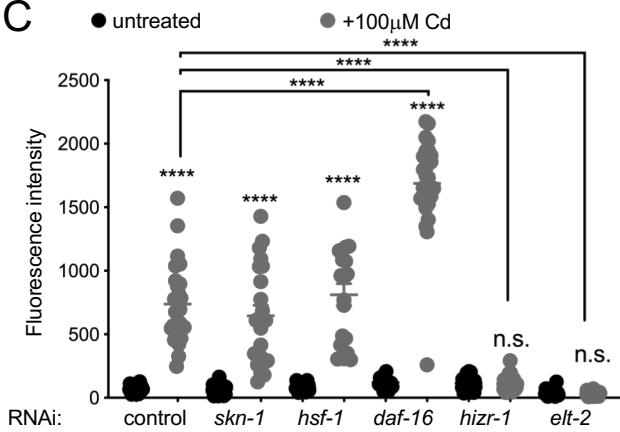 C
untreated +100μM Cd
****
****
****
****
**** **** ****
n.s. n.s.
Fluorescence intensity
2500
2000
1500
1000
500
0
RNAi: control skn-1 hsf-1 daf-16 hizr-1 elt-2